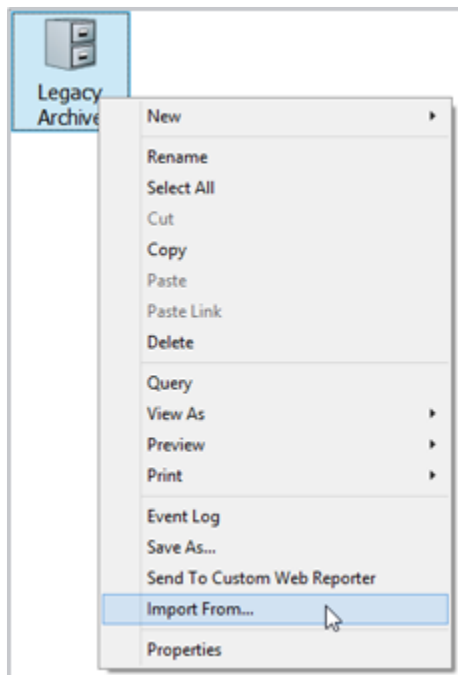 Legacy
Archive
New
Rename
Select All
Cut
Copy
Paste
Paste Link
Delete
Query
View As
Preview
Print
Event Log
Save As...
Send To Custom Web Reporter
Import From...
Properties